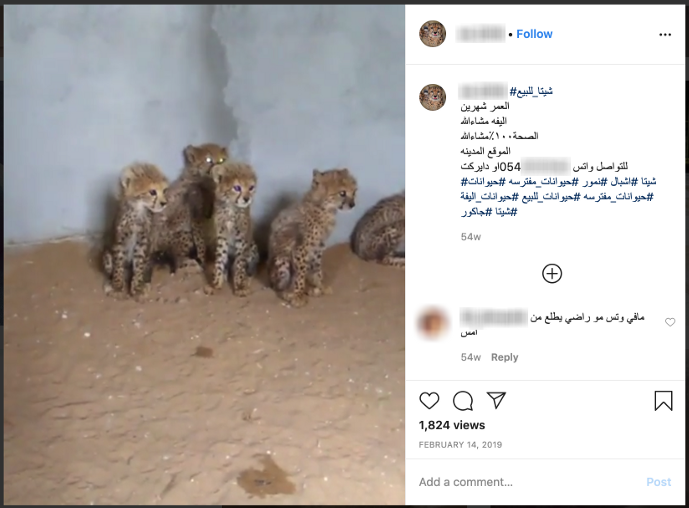 • Follow
#شيتا_للبيع
العمر شهرين
اليفه مشاءالله
الصحة١٠٠٪مشاءالله
الموقع المدينه
للتواصل واتس 054 او دايركت
#شيتا #اشبال #نمور #حيوانات_مفترسه #حيوانات
#حيوانات_مفترسه #حيوانات_للبيع #حيوانات_اليفة
#شيتا #جاكور
54w
مافي وتس مو راضي يطلع من
امس
54w Reply
1,824 views
FEBRUARY 14, 2019
Add a comment... Post